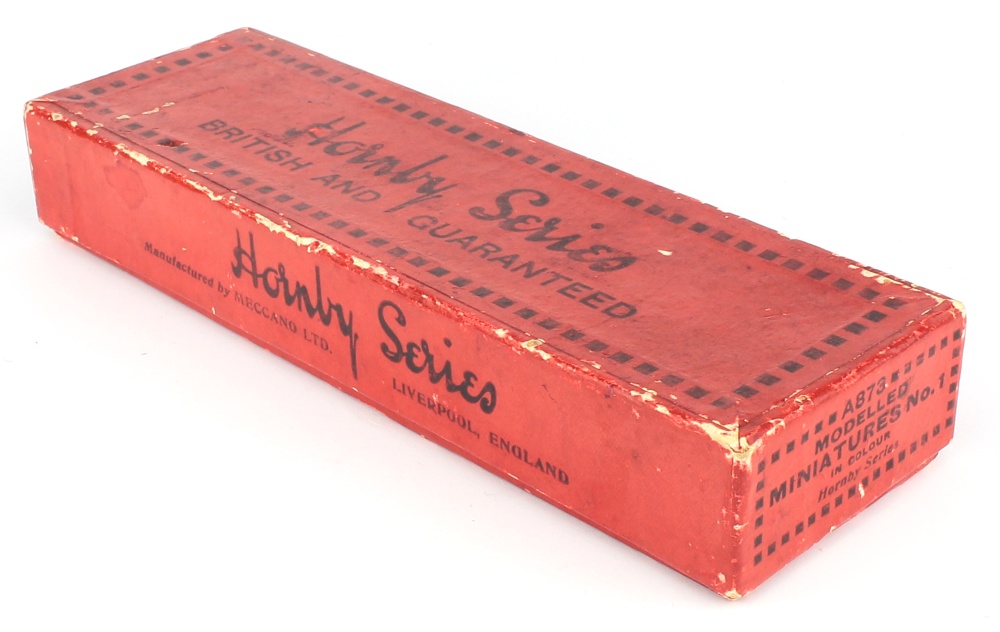 Hornby Series
BRITISH AND GUARANTEED
Hornby Series
Manufactured by MECCANO LTD. LIVERPOOL, ENGLAND
A873
MODELLED
MINIATURES No. 1
IN COLOUR
Hornby Series